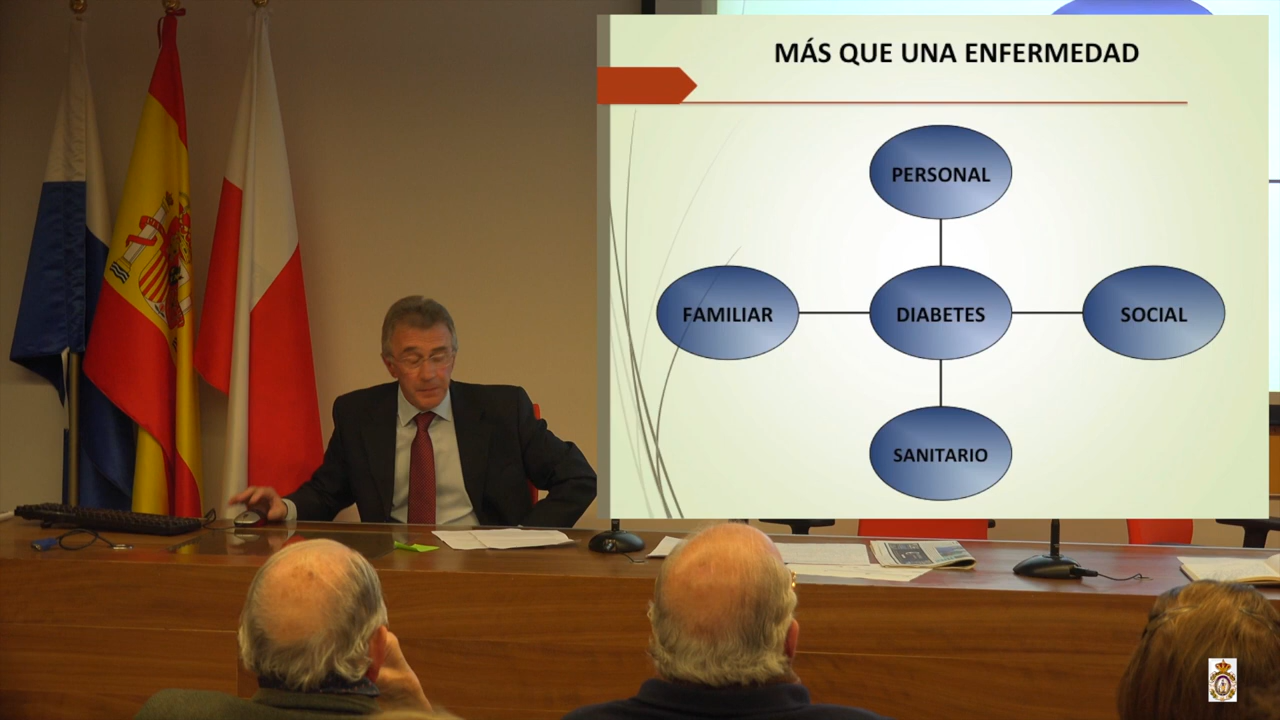 MÁS QUE UNA ENFERMEDAD
PERSONAL
FAMILIAR
DIABETES
SOCIAL
SANITARIO